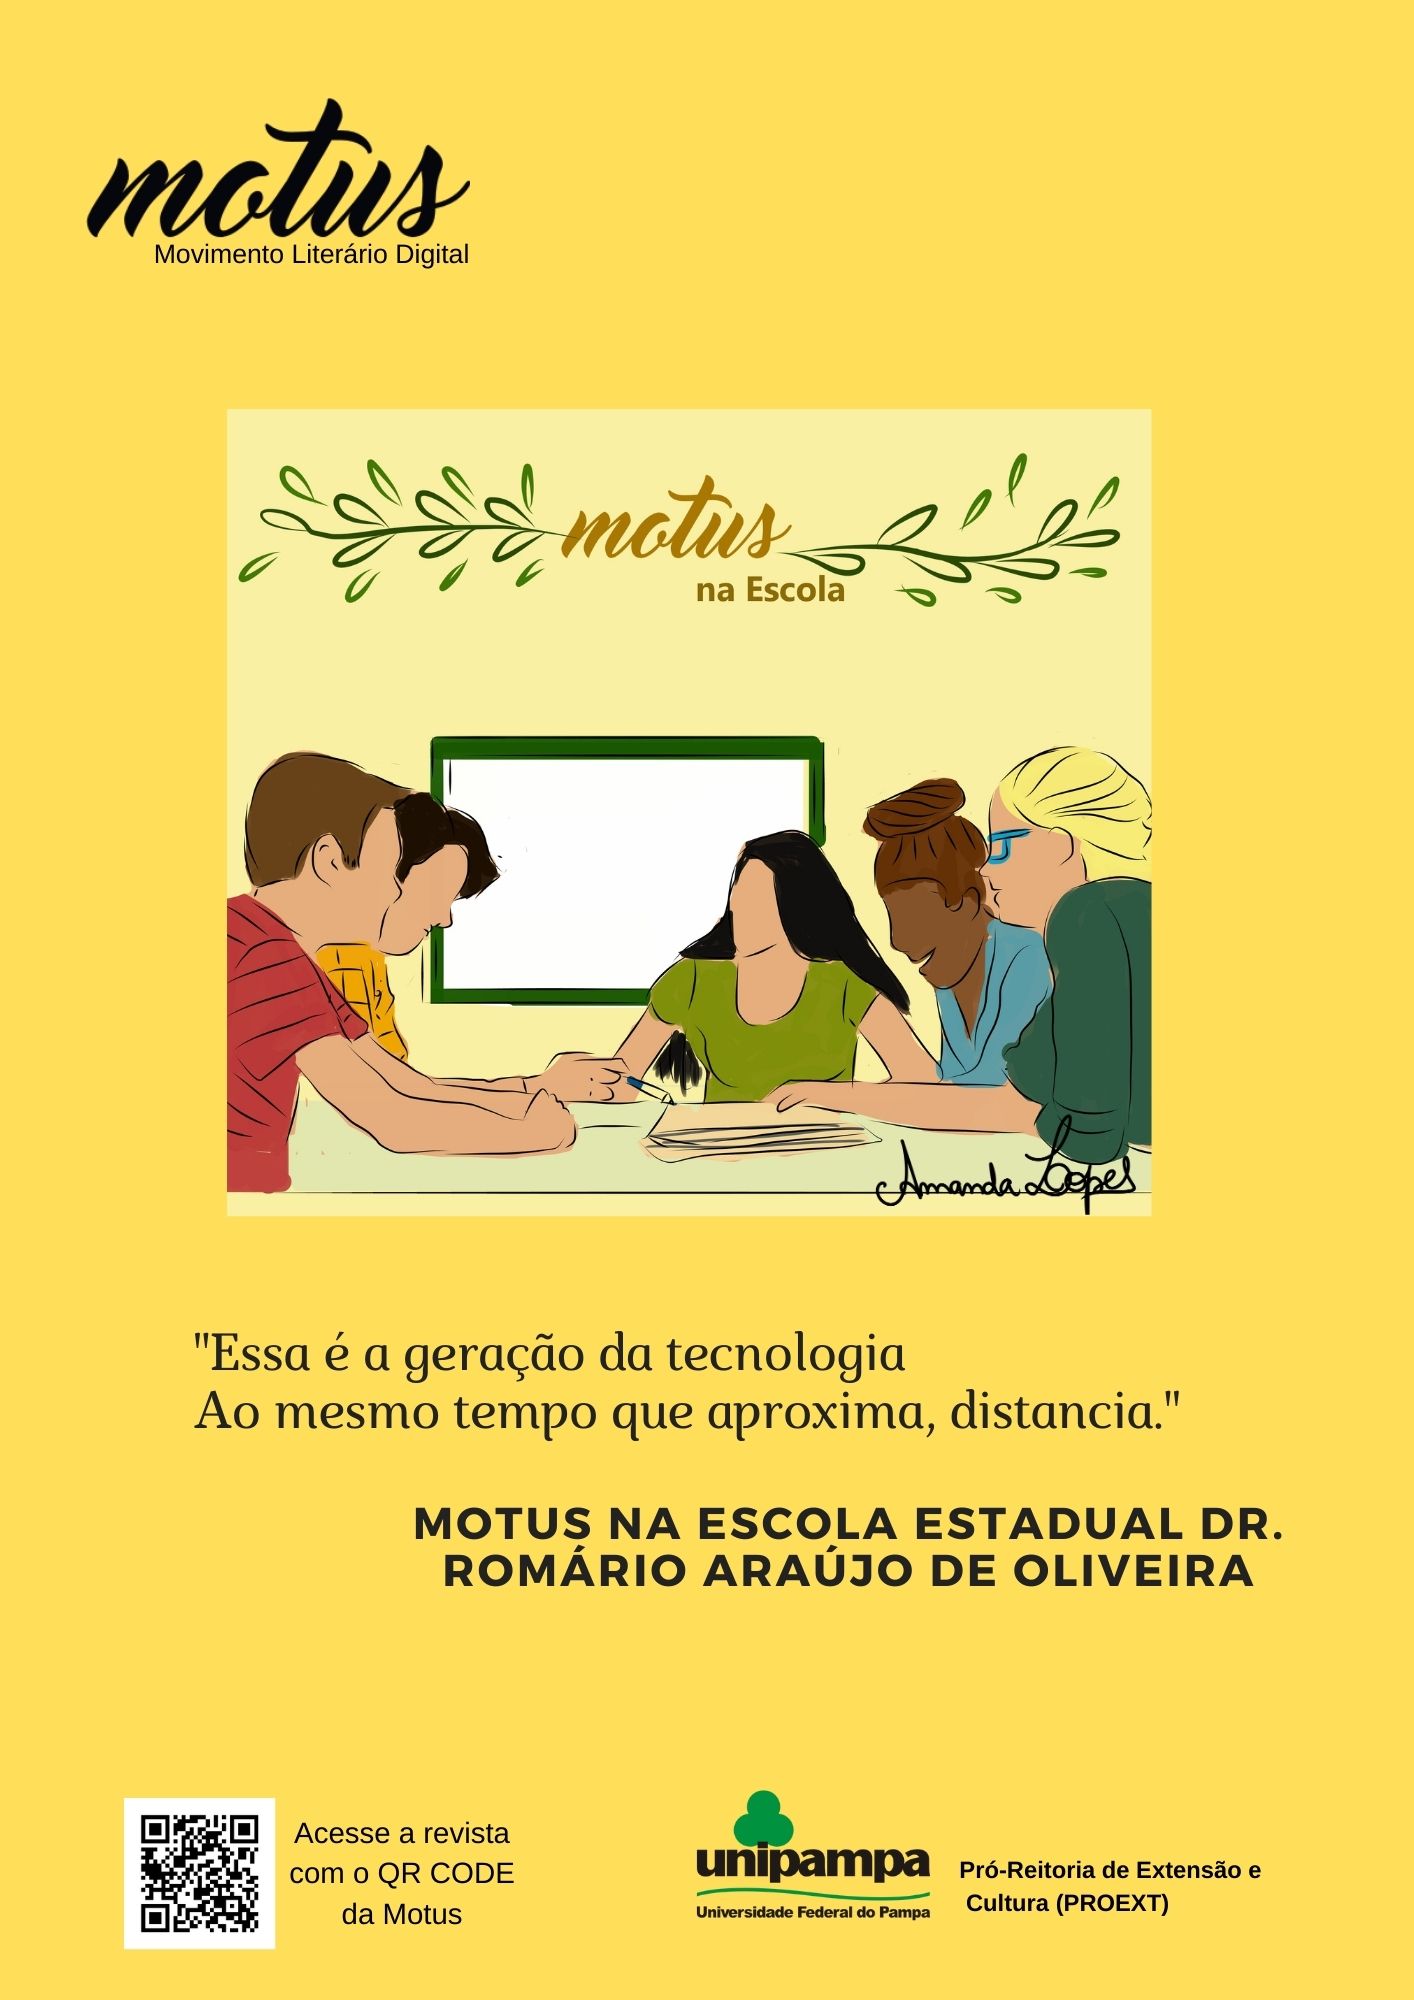 motus
Movimento Literário Digital
motus
na Escola
Amanda Lopes
"Essa é a geração da tecnologia
Ao mesmo tempo que aproxima, distancia."
MOTUS NA ESCOLA ESTADUAL DR.
ROMÁRIO ARAÚJO DE OLIVEIRA
Acesse a revista
com o QR CODE
da Motus
unipampa
Universidade Federal do Pampa
Pró-Reitoria de Extensão e
Cultura (PROEXT)